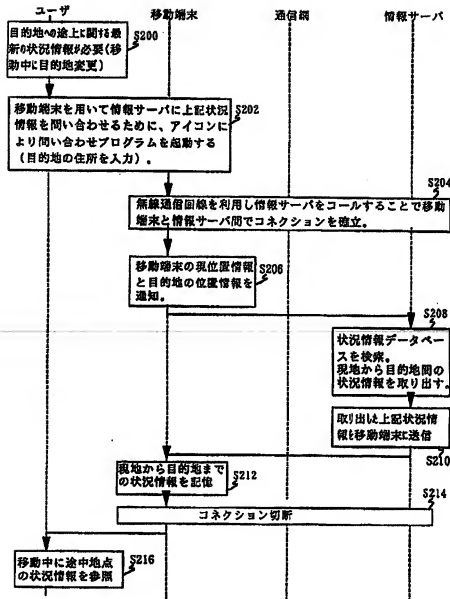 ユーザ 移動端末 通信網 情報サーバ
S200
目的地への途上に関する最
新の状況情報が必要(移
動中に目的地変更)
S202
移動端末を用いて情報サーバに上記状況
情報を問い合わせるために、アイコンに
より問い合わせプログラムを起動する
(目的地の住所を入力)。
S204
無線通信回線を利用し情報サーバをコールすることで移動
端末と情報サーバ間でコネクションを確立。
S206
移動端末の現位置情報
と目的地の位置情報を
通知。
S208
状況情報データベー
スを検索。
現地から目的地間の
状況情報を取り出す。
取り出した上記状況情
報を移動端末に送信
S210
S212
現地から目的地まで
の状況情報を記憶
S214
コネクション切断
S216
移動中に途中地点
の状況情報を参照